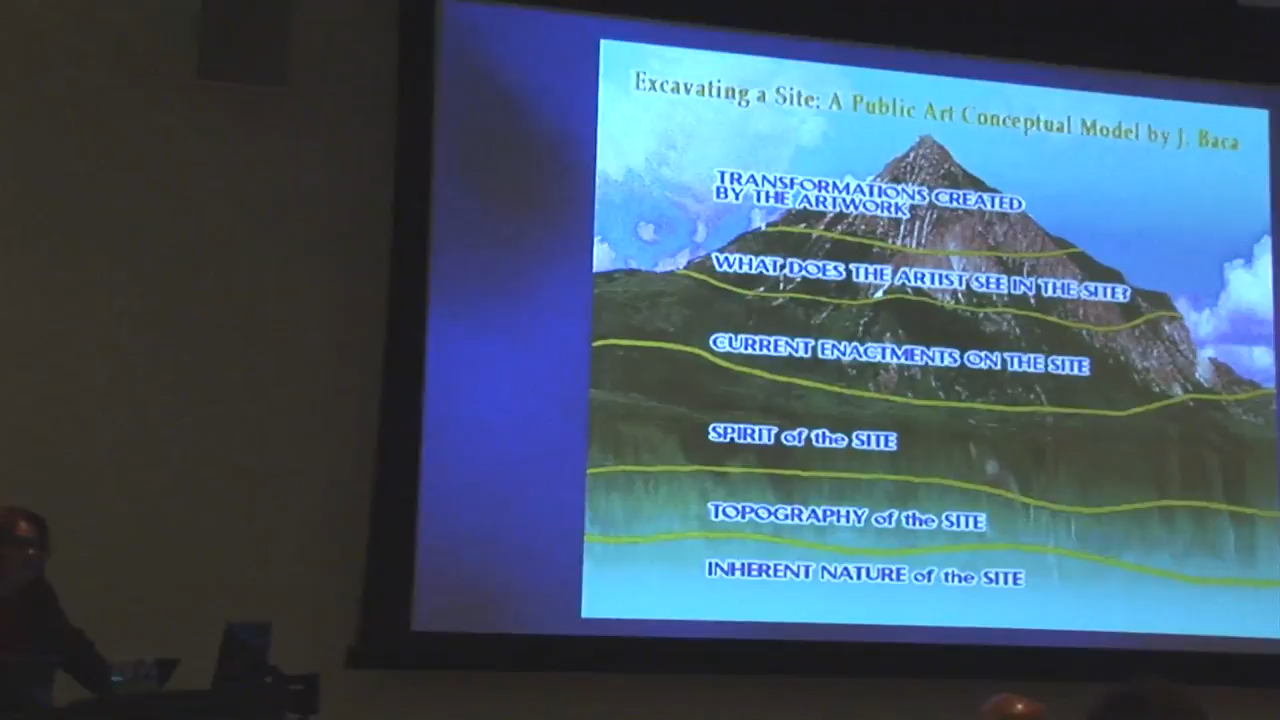 Excavating a Site: A Public Art Conceptual Model by J. Baca
TRANSFORMATIONS CREATED
BY THE ARTWORK
WHAT DOES THE ARTIST SEE IN THE SITE?
CURRENT ENACTMENTS ON THE SITE
SPIRIT of the SITE
TOPOGRAPHY of the SITE
INHERENT NATURE of the SITE